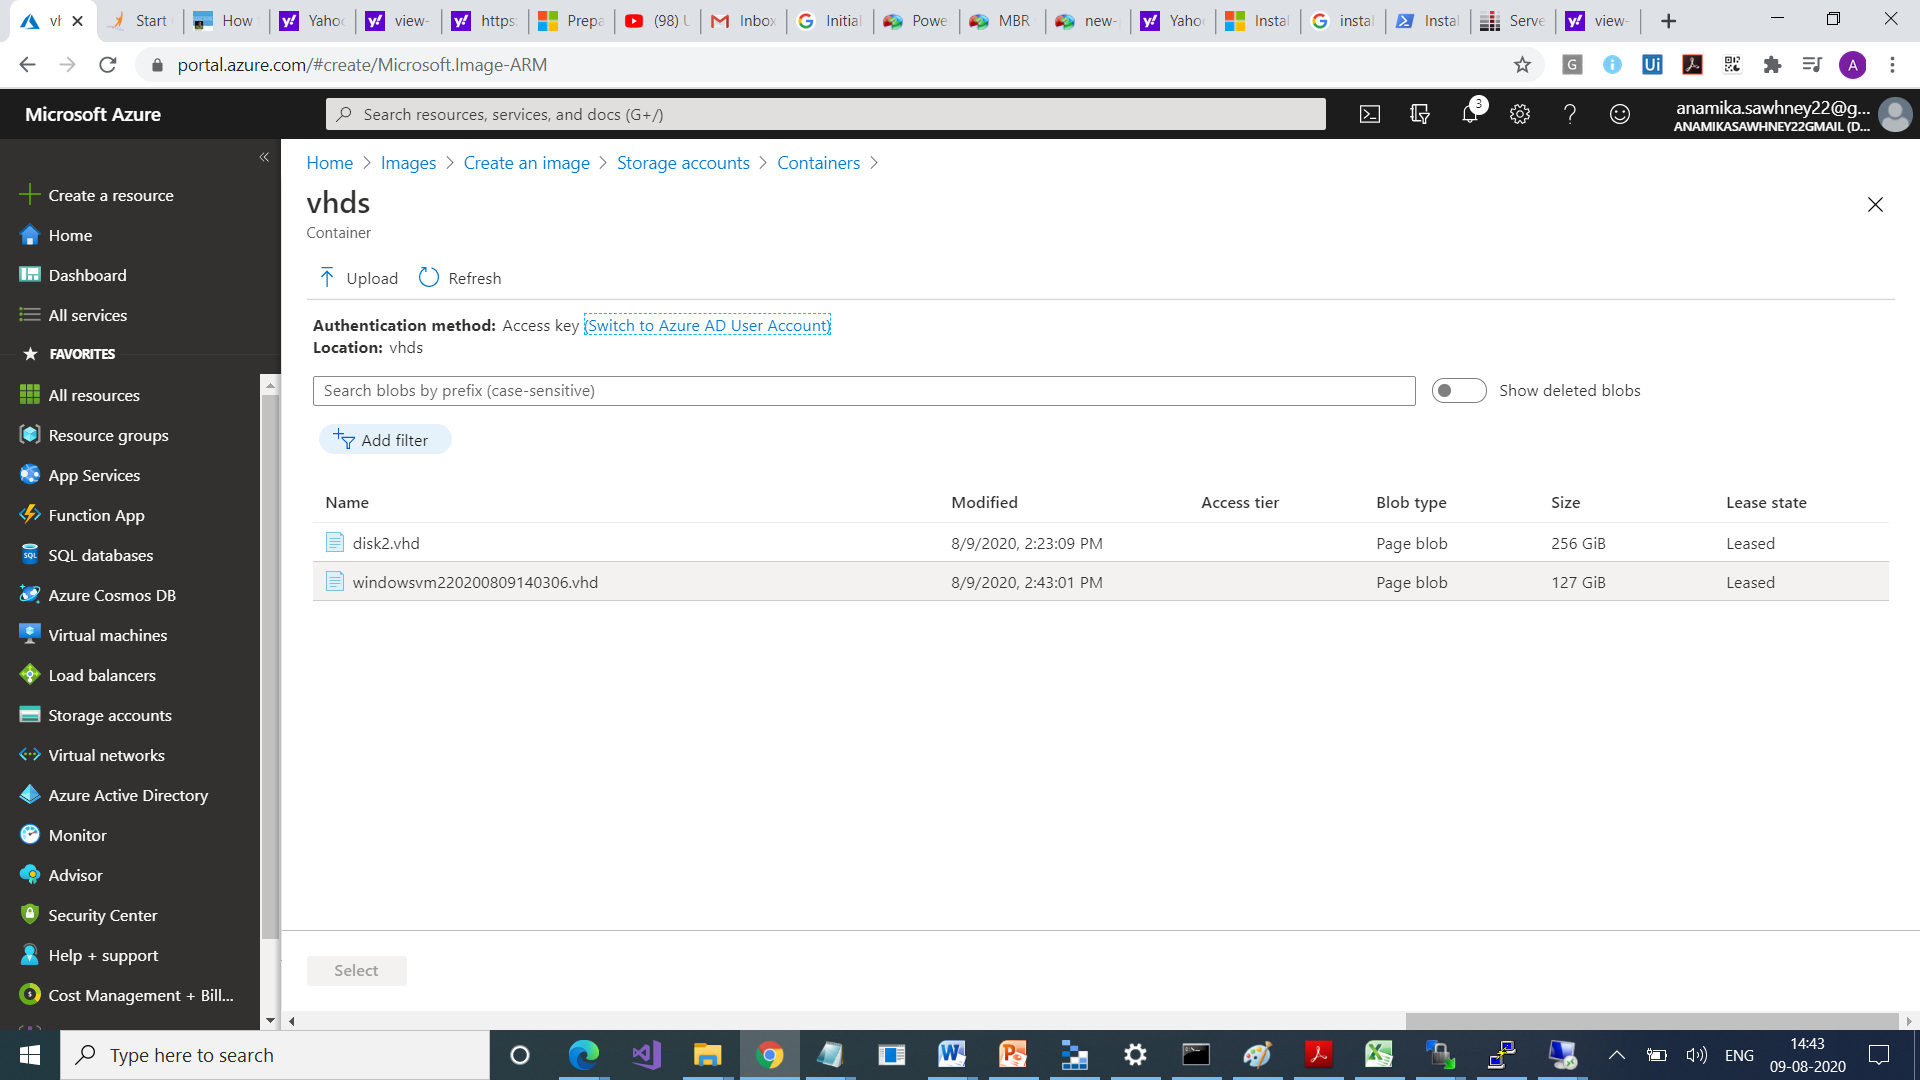 vh
Start
How
Yahoo
view-
https:
Prepa
(98) U
Inbox
Initial
Powe
MBR
new-
Yahoo
Instal
instal
Instal
Serve
view-
portal.azure.com/#create/Microsoft.Image-ARM
Microsoft Azure
Search resources, services, and docs (G+/)
3
anamika.sawhney22@g...
ANAMIKASAWHNEY22GMAIL (D...
Create a resource
Home
Dashboard
All services
FAVORITES
All resources
Resource groups
App Services
Function App
SQL databases
Azure Cosmos DB
Virtual machines
Load balancers
Storage accounts
Virtual networks
Azure Active Directory
Monitor
Advisor
Security Center
Help + support
Cost Management + Bill...
Home > Images > Create an image > Storage accounts > Containers >
vhds
Container
Upload Refresh
Authentication method: Access key (Switch to Azure AD User Account)
Location: vhds
Search blobs by prefix (case-sensitive)
Show deleted blobs
Add filter
Name Modified Access tier Blob type Size Lease state
disk2.vhd 8/9/2020, 2:23:09 PM Page blob 256 GiB Leased
windowsvm220200809140306.vhd 8/9/2020, 2:43:01 PM Page blob 127 GiB Leased
Select
Type here to search
ENG
14:43
09-08-2020